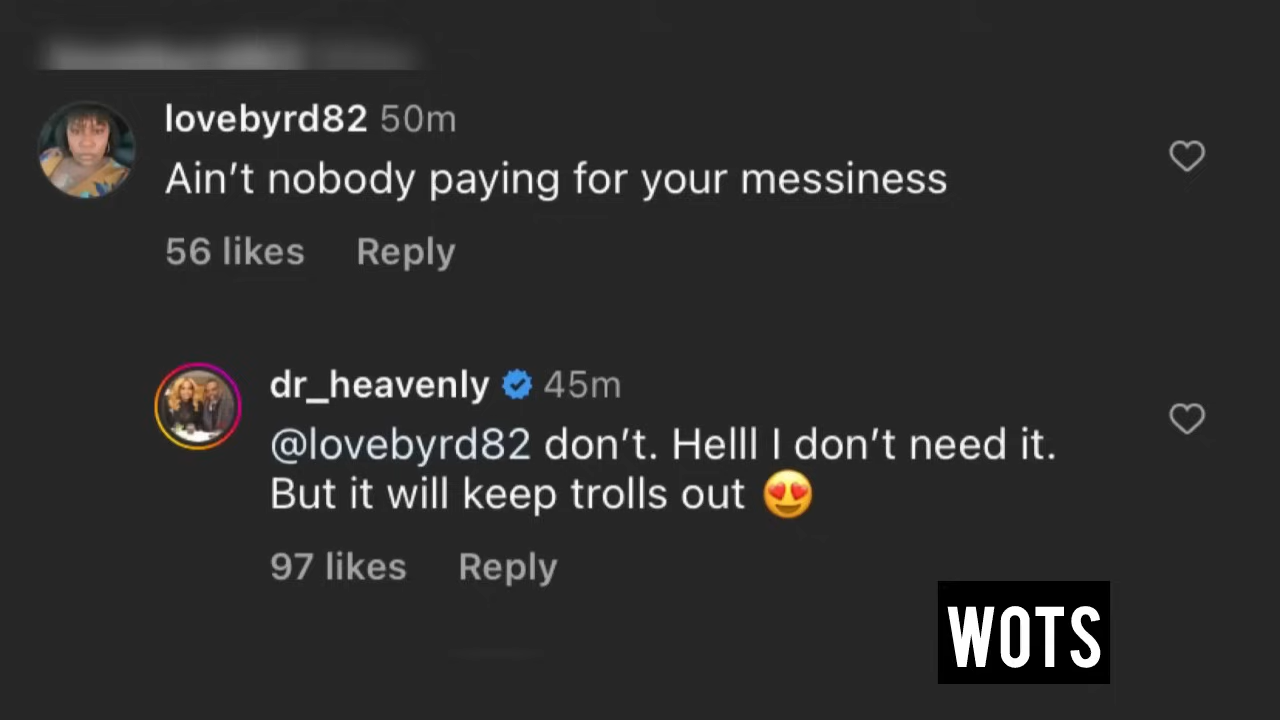 lovebyrd82 50m
Ain’t nobody paying for your messiness
56 likes Reply
dr_heavenly 45m
@lovebyrd82 don’t. Helll I don’t need it.
But it will keep trolls out 😍
97 likes Reply
WOTS